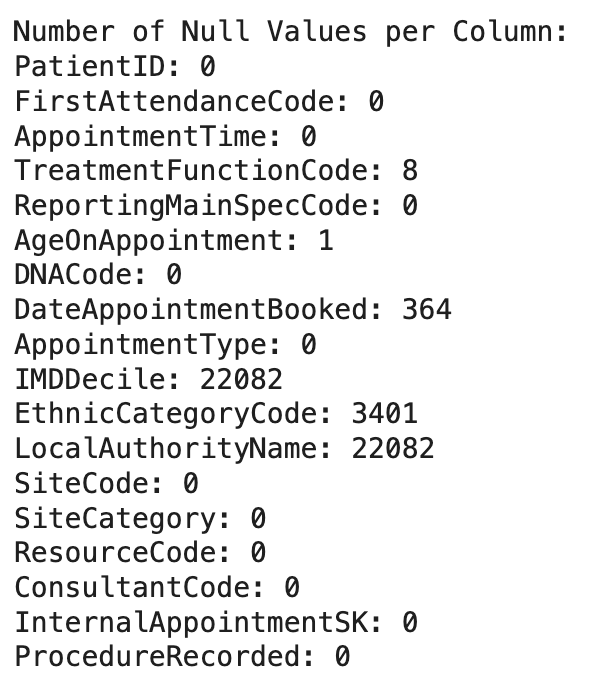 Number of Null Values per Column:
PatientID: 0
FirstAttendanceCode: 0
AppointmentTime: 0
TreatmentFunctionCode: 8
ReportingMainSpecCode: 0
AgeOnAppointment: 1
DNACode: 0
DateAppointmentBooked: 364
AppointmentType: 0
IMDDecile: 22082
EthnicCategoryCode: 3401
LocalAuthorityName: 22082
SiteCode: 0
SiteCategory: 0
ResourceCode: 0
ConsultantCode: 0
InternalAppointmentSK: 0
ProcedureRecorded: 0